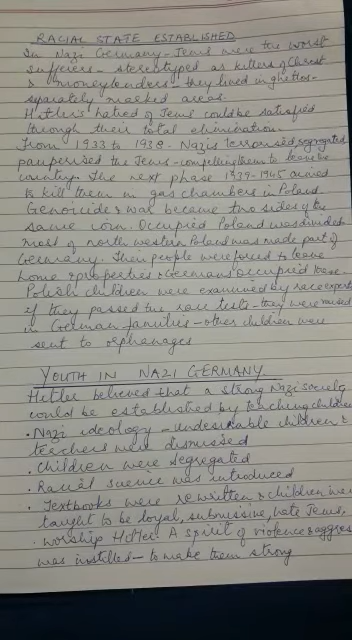 RACIAL STATE ESTABLISHED
In Nazi Germany - Jews were the worst
sufferers - stereotyped as killers of Christ
& moneylenders - they lived in ghettos -
separately marked areas.
Hitler's hatred of Jews could be satisfied
through their total elimination.
From 1933 to 1938 - Nazis terrorised, segregated
pauperised the Jews - compelling them to leave the
country. The next phase 1939-1945 aimed
to kill them in gas chambers in Poland.
Genocide & war became two sides of the
same coin. Occupied Poland was divided
most of north western Poland was made part of
Germany. Then people were forced to leave
home & properties & Germans occupied
Polish children were examined by race experts
if they passed the race tests - they were raised
in German families - other children were
sent to orphanages
YOUTH IN NAZI GERMANY
Hitler believed that a strong Nazi society
could be established by teaching children
• Nazi ideology - undesirable children &
teachers were dismissed
• Children were segregated
• Racial science was introduced
• Textbooks were rewritten & children were
taught to be loyal, submissive, hate Jews,
• worship Hitler. A spirit of violence & aggres
was instilled - to make them strong